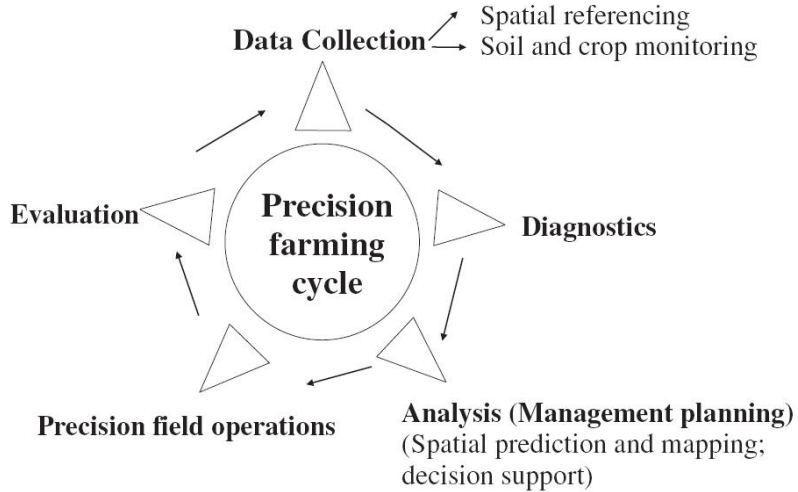 Spatial referencing
Data Collection
Soil and crop monitoring
Precision
farming
cycle
Evaluation
Diagnostics
Precision field operations
Analysis (Management planning)
(Spatial prediction and mapping;
decision support)